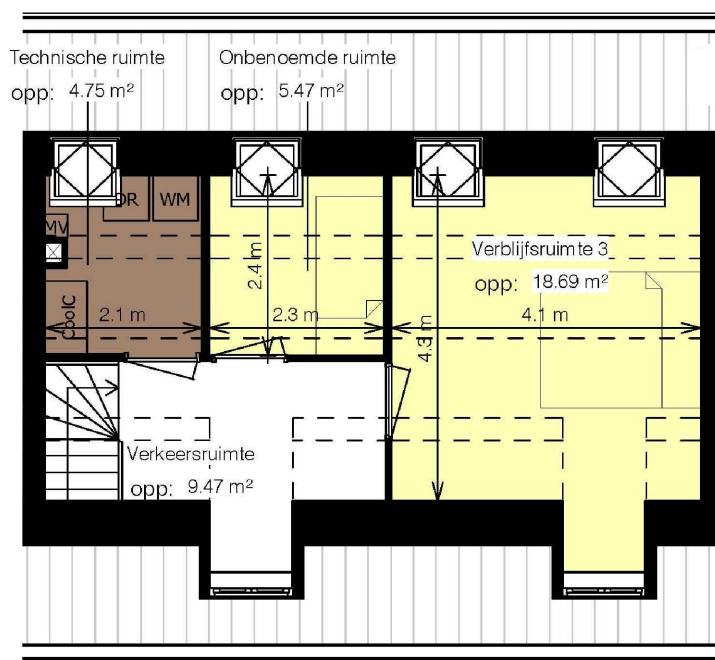 Technische ruimte
opp: 4.75 m²
Onbenoemde ruimte
opp: 5.47 m²
DR
WM
MV
CoolC
2.1 m
2.4 m
2.3 m
Verblijfsruimte 3
opp: 18.69 m²
4.1 m
4.3 m
Verkeersruimte
opp: 9.47 m²